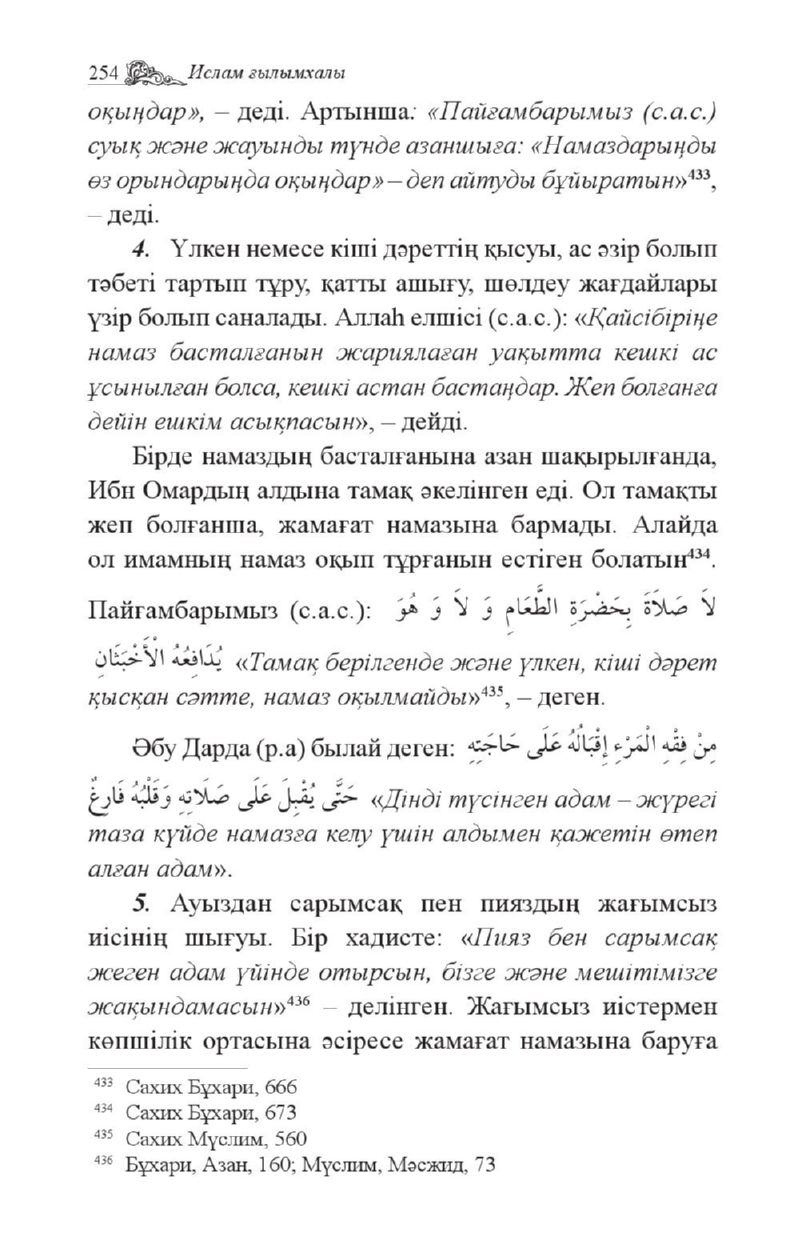 254 Ислам ғылымхалы
оқыңдар», – деді. Артынша: «Пайғамбарымыз (с.а.с.)
суық және жауынды түнде азаншыға: «Намаздарыңды
өз орындарыңда оқыңдар» – деп айтуды бұйыратын»⁴³³,
– деді.
4. Үлкен немесе кіші дәреттің қысуы, ас әзір болып
тәбеті тартып тұру, қатты ашығу, шөлдеу жағдайлары
үзір болып саналады. Аллаһ елшісі (с.а.с.): «Қайсібіріңе
намаз басталғанын жариялаған уақытта кешкі ас
ұсынылған болса, кешкі астан бастаңдар. Жеп болғанға
дейін ешкім асықпасын», – дейді.
Бірде намаздың басталғанына азан шақырылғанда,
Ибн Омардың алдына тамақ әкелінген еді. Ол тамақты
жеп болғанша, жамағат намазына бармады. Алайда
ол имамның намаз оқып тұрғанын естіген болатын⁴³⁴.
Пайғамбарымыз (с.а.с.): لاَ صَلاَةَ بِحَضْرَةِ الطَّعَامِ وَ لاَ وَ هُوَ
يُدَافِعُهُ الأَخْبَثَانِ «Тамақ берілгенде және үлкен, кіші дәрет
қысқан сәтте, намаз оқылмайды»⁴³⁵, – деген.
Әбу Дарда (р.а) былай деген: مِنْ فِقْهِ الْمَرْءِ إِقْبَالُهُ عَلَى حَاجَتِهِ
حَتَّى يُقْبِلَ عَلَى صَلاَتِهِ وَقَلْبُهُ فَارِغٌ «Дінді түсінген адам – жүрегі
таза күйде намазға келу үшін алдымен қажетін өтеп
алған адам».
5. Ауыздан сарымсақ пен пияздың жағымсыз
иісінің шығуы. Бір хадисте: «Пияз бен сарымсақ
жеген адам үйінде отырсын, бізге және мешітімізге
жақындамасын»⁴³⁶ – делінген. Жағымсыз иістермен
көпшілік ортасына әсіресе жамағат намазына баруға
⁴³³ Сахих Бұхари, 666
⁴³⁴ Сахих Бұхари, 673
⁴³⁵ Сахих Мүслим, 560
⁴³⁶ Бұхари, Азан, 160; Мүслим, Мәсжид, 73